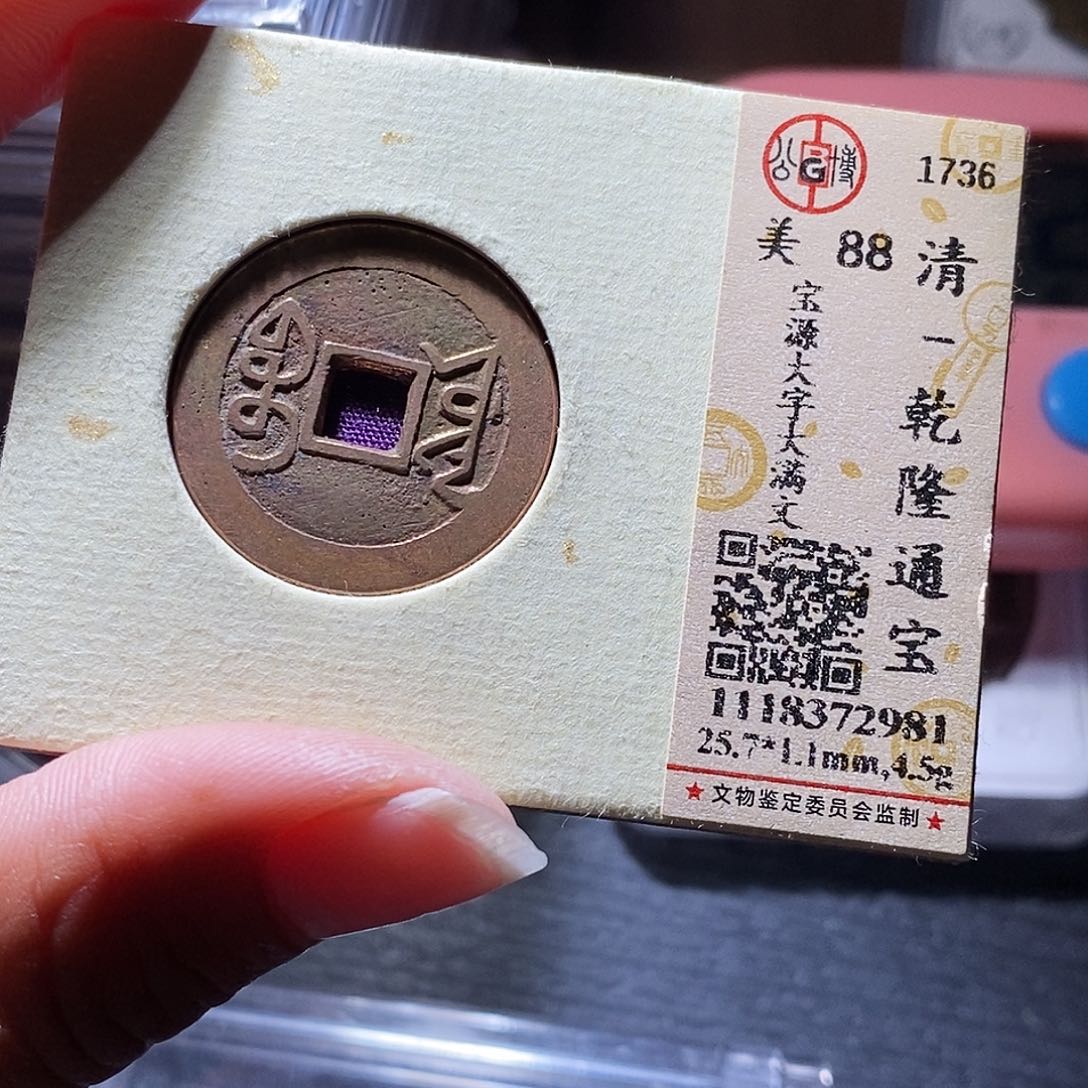 公 G 博
1736
美 88
清一乾隆通宝
宝源大字大满文
1118372981
25.7*1.1mm,4.5g
★文物鉴定委员会监制★